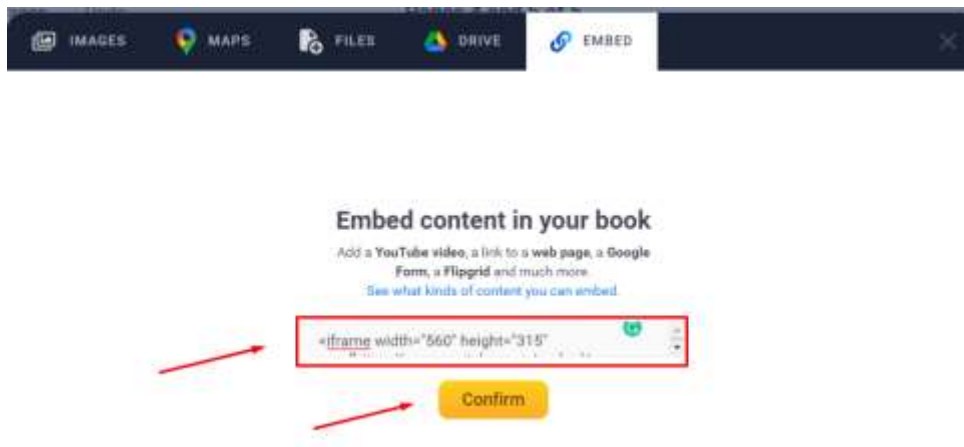 IMAGES MAPS FILES DRIVE EMBED
Embed content in your book
Add a YouTube video, a link to a web page, a Google
Form, a Flipgrid and much more.
See what kinds of content you can embed.
<iframe width="560" height="315"
Confirm